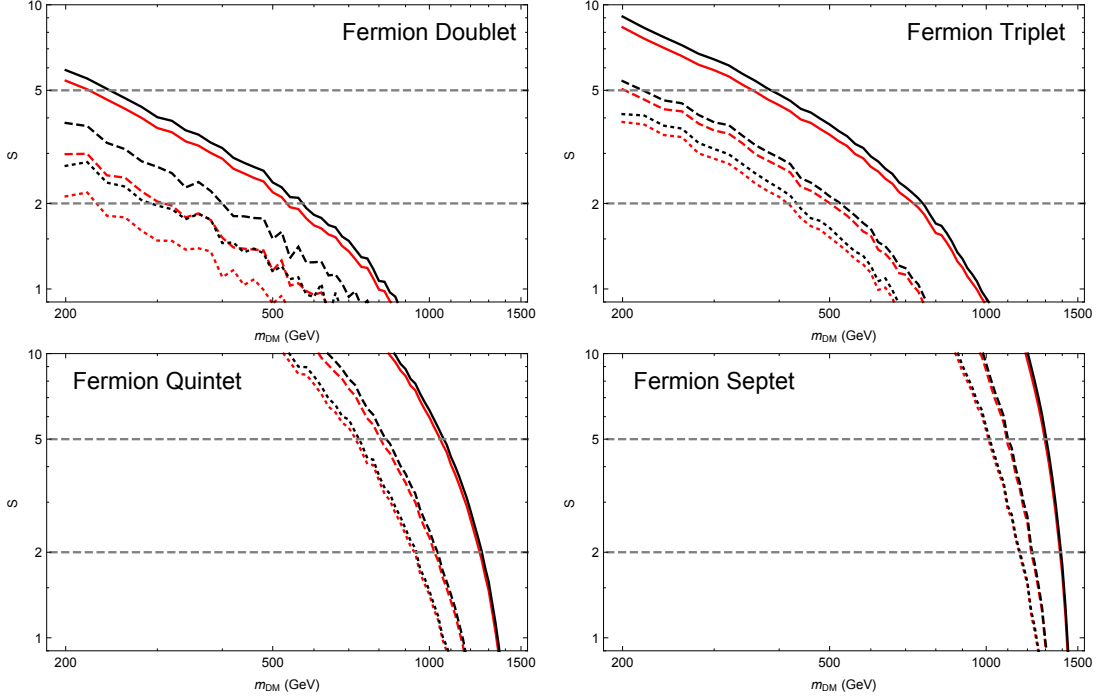 Fermion Doublet
10
5
2
1
S
200
500
1000
1500
m_DM (GeV)
Fermion Triplet
10
5
2
1
S
200
500
1000
1500
m_DM (GeV)
Fermion Quintet
10
5
2
1
S
200
500
1000
1500
m_DM (GeV)
Fermion Septet
10
5
2
1
S
200
500
1000
1500
m_DM (GeV)